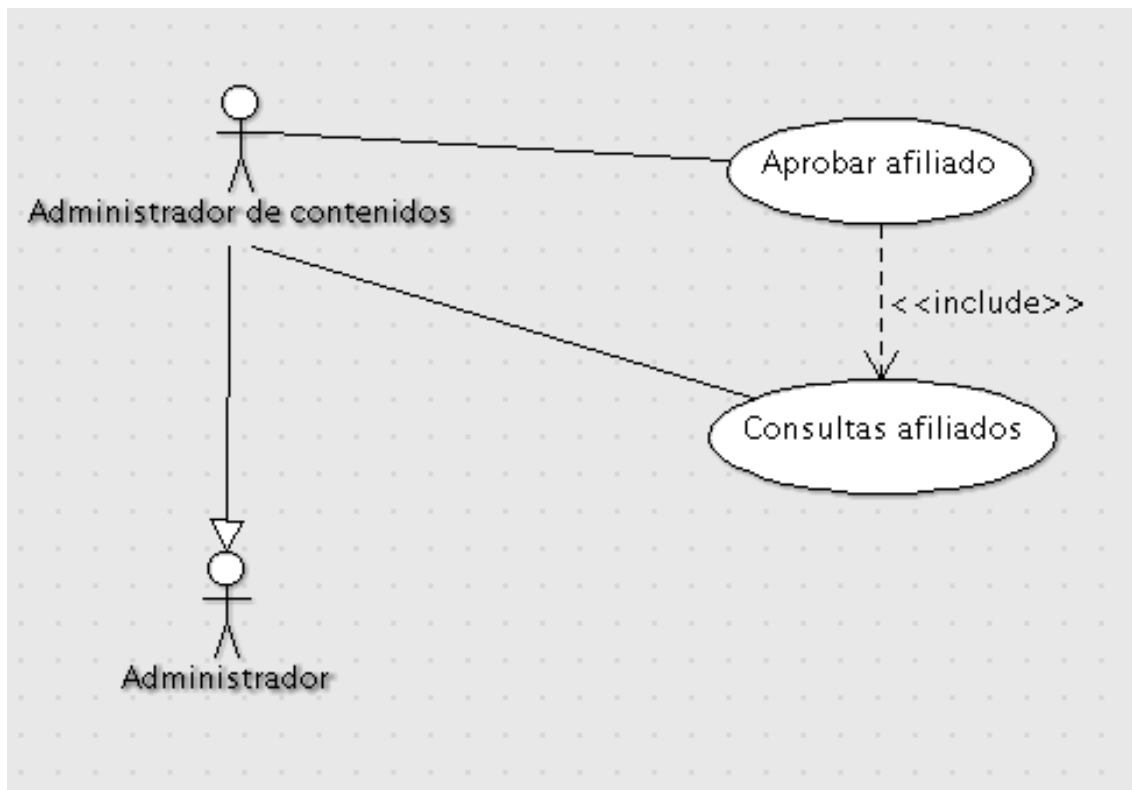 Aprobar afiliado
Administrador de contenidos
<<include>>
Consultas afiliados
Administrador